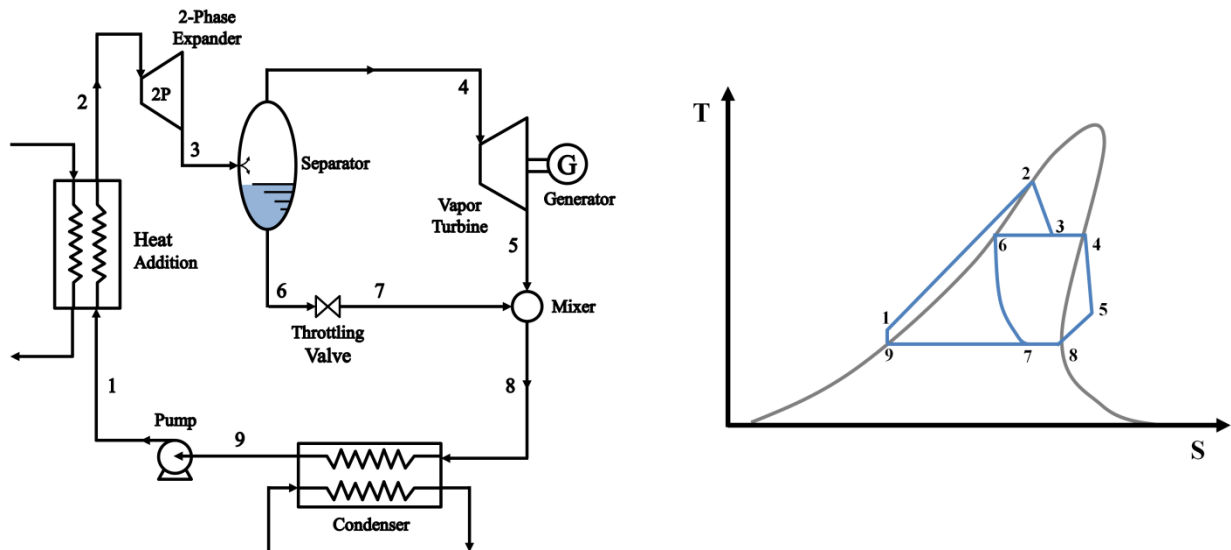 2-Phase
Expander
2
2P
3
Separator
4
G
Generator
Vapor
Turbine
Heat
Addition
5
6
7
Mixer
Throttling
Valve
8
1
Pump
9
Condenser
T
2
3
6
4
5
1
9
7
8
S